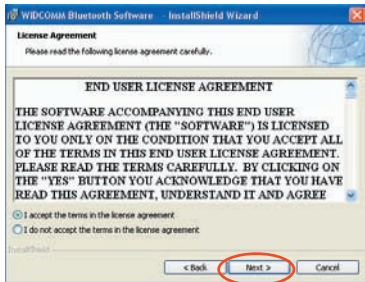 WIDCOMM Bluetooth Software - InstallShield Wizard
License Agreement
Please read the following license agreement carefully.
END USER LICENSE AGREEMENT
THE SOFTWARE ACCOMPANYING THIS END USER
LICENSE AGREEMENT (THE "SOFTWARE") IS LICENSED
TO YOU ONLY ON THE CONDITION THAT YOU ACCEPT ALL
OF THE TERMS IN THIS END USER LICENSE AGREEMENT.
PLEASE READ THE TERMS CAREFULLY. BY CLICKING ON
THE "YES" BUTTON YOU ACKNOWLEDGE THAT YOU HAVE
READ THIS AGREEMENT, UNDERSTAND IT AND AGREE
I accept the terms in the license agreement
I do not accept the terms in the license agreement
InstallShield
< Back Next > Cancel